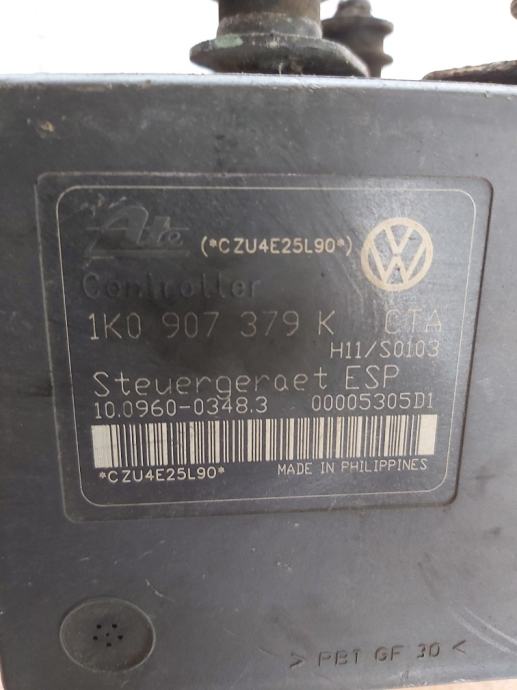 Ate (*CZU4E25L90*) VW
Controller
1K0 907 379 K CTA
H11/S0103
Steuergeraet ESP
10.0960-0348.3 00005305D1
*CZU4E25L90* MADE IN PHILIPPINES
> PBT GF 30 <